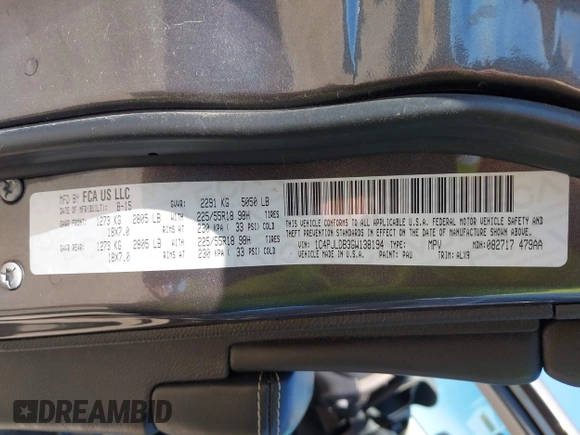 MFD BY FCA US LLC
DATE OF MFR(BUILT): 8-15
GVWR: 2291 KG 5050 LB
GAWR FRONT: 1273 KG 2805 LB WITH 225/55R18 98H TIRES
18X7.0 RIMS AT 230 KPA ( 33 PSI) COLD
GAWR REAR: 1273 KG 2805 LB WITH 225/55R18 98H TIRES
18X7.0 RIMS AT 230 KPA ( 33 PSI) COLD
THIS VEHICLE CONFORMS TO ALL APPLICABLE U.S.A. FEDERAL MOTOR VEHICLE SAFETY AND
THEFT PREVENTION STANDARDS IN EFFECT ON THE DATE OF MANUFACTURE SHOWN ABOVE.
VIN: 1C4PJLDB3GW138194 MPV MDH: 082717 479AA
VEHICLE MADE IN U.S.A. PAINT: PAU TRIM: ALX9
DREAMBID